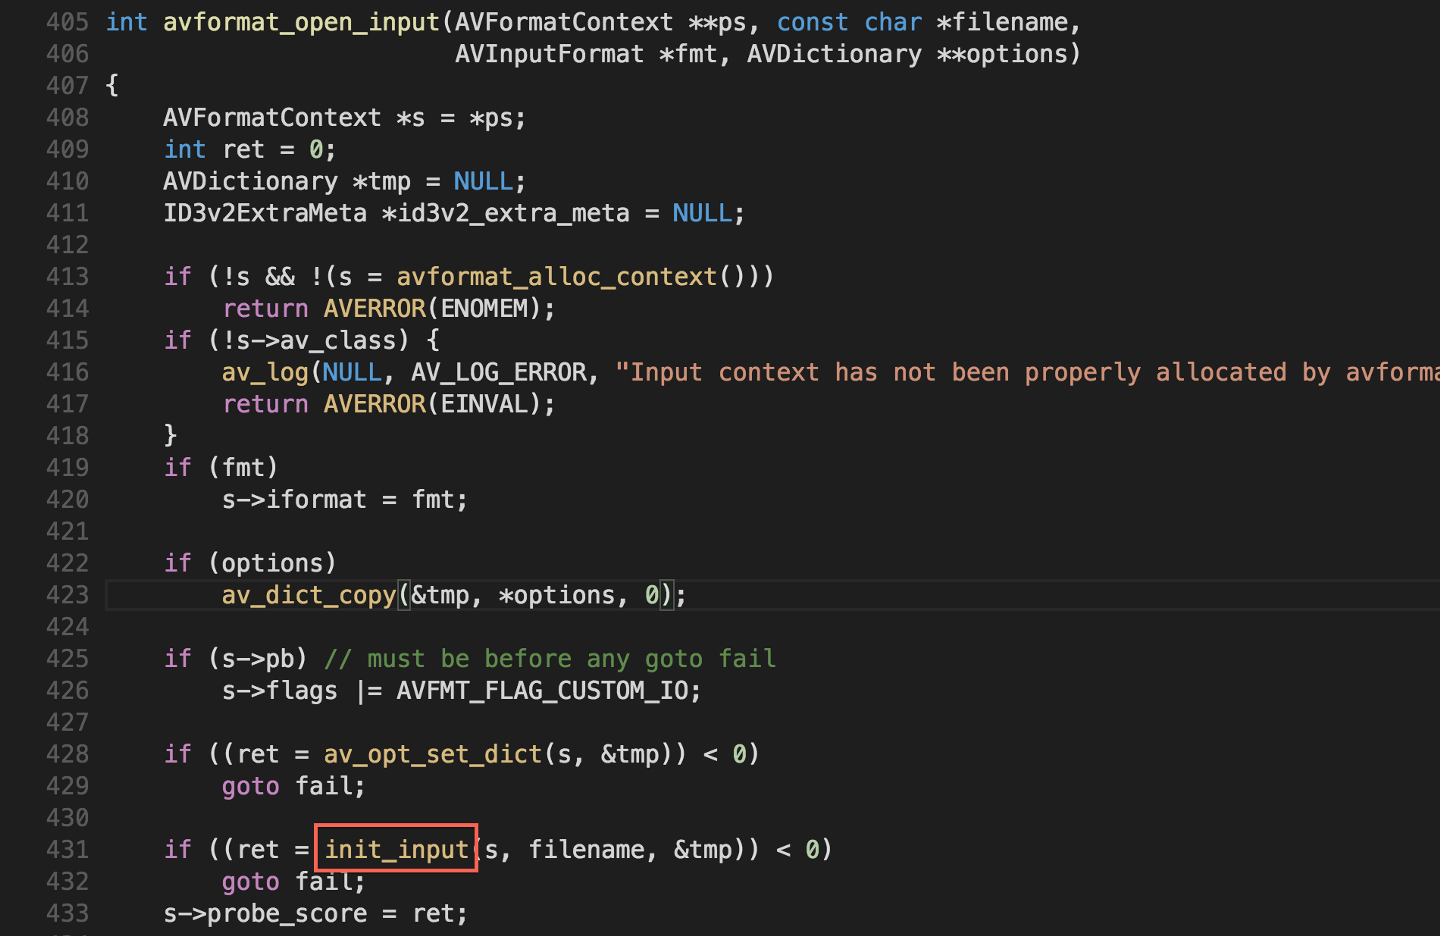 405 int avformat_open_input(AVFormatContext **ps, const char *filename,
406                         AVInputFormat *fmt, AVDictionary **options)
407 {
408     AVFormatContext *s = *ps;
409     int ret = 0;
410     AVDictionary *tmp = NULL;
411     ID3v2ExtraMeta *id3v2_extra_meta = NULL;
412
413     if (!s && !(s = avformat_alloc_context()))
414         return AVERROR(ENOMEM);
415     if (!s->av_class) {
416         av_log(NULL, AV_LOG_ERROR, "Input context has not been properly allocated by avforma
417         return AVERROR(EINVAL);
418     }
419     if (fmt)
420         s->iformat = fmt;
421
422     if (options)
423         av_dict_copy(&tmp, *options, 0);
424
425     if (s->pb) // must be before any goto fail
426         s->flags |= AVFMT_FLAG_CUSTOM_IO;
427
428     if ((ret = av_opt_set_dict(s, &tmp)) < 0)
429         goto fail;
430
431     if ((ret = init_input(s, filename, &tmp)) < 0)
432         goto fail;
433     s->probe_score = ret;